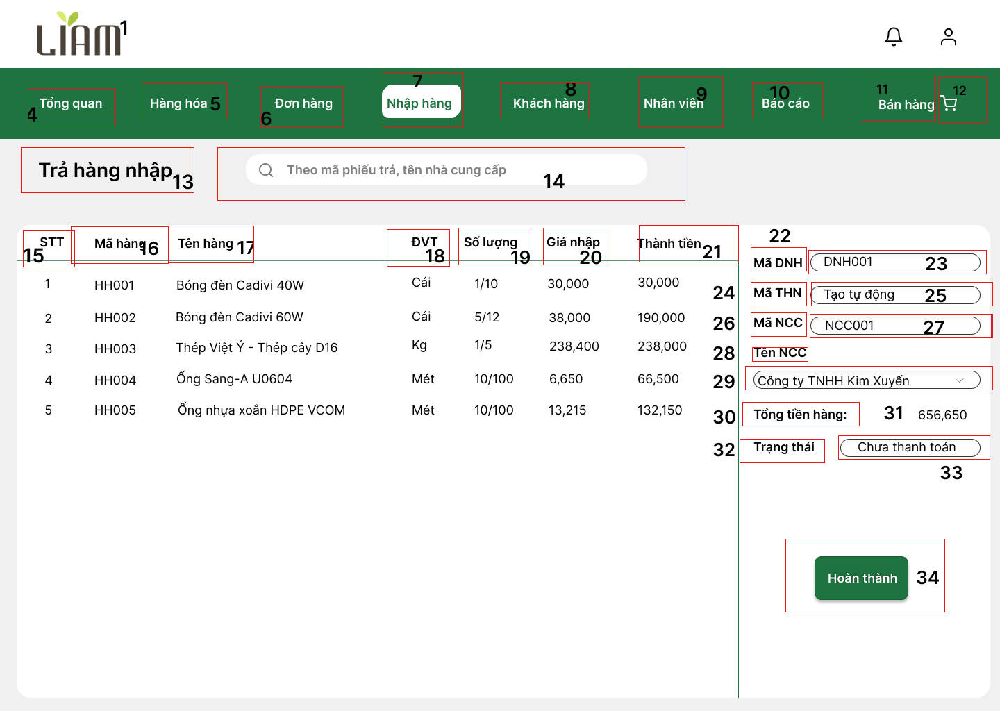 LIAM 1
4 Tổng quan Hàng hóa 5 6 Đơn hàng 7 Nhập hàng 8 Khách hàng 9 Nhân viên 10 Báo cáo 11 Bán hàng 12
Trả hàng nhập 13 Theo mã phiếu trả, tên nhà cung cấp 14
15 STT Mã hàng 16 Tên hàng 17 ĐVT 18 Số lượng 19 Giá nhập 20 Thành tiền 21
1 HH001 Bóng đèn Cadivi 40W Cái 1/10 30,000 30,000
2 HH002 Bóng đèn Cadivi 60W Cái 5/12 38,000 190,000
3 HH003 Thép Việt Ý - Thép cây D16 Kg 1/5 238,400 238,000
4 HH004 Ống Sang-A U0604 Mét 10/100 6,650 66,500
5 HH005 Ống nhựa xoắn HDPE VCOM Mét 10/100 13,215 132,150
22
Mã DNH DNH001 23
24 Mã THN Tạo tự động 25
26 Mã NCC NCC001 27
28 Tên NCC
29 Công ty TNHH Kim Xuyến
30 Tổng tiền hàng: 31 656,650
32 Trạng thái Chưa thanh toán
33
Hoàn thành 34